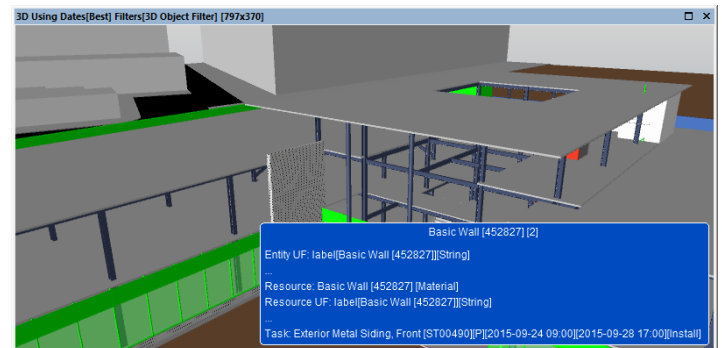 3D Using Dates[Best] Filters[3D Object Filter] [797x370]
Basic Wall [452827] [2]
Entity UF: label[Basic Wall [452827]][String]
...
Resource: Basic Wall [452827] [Material]
Resource UF: label[Basic Wall [452827]][String]
...
Task: Exterior Metal Siding, Front [ST00490][P][2015-09-24 09:00][2015-09-28 17:00][Install]